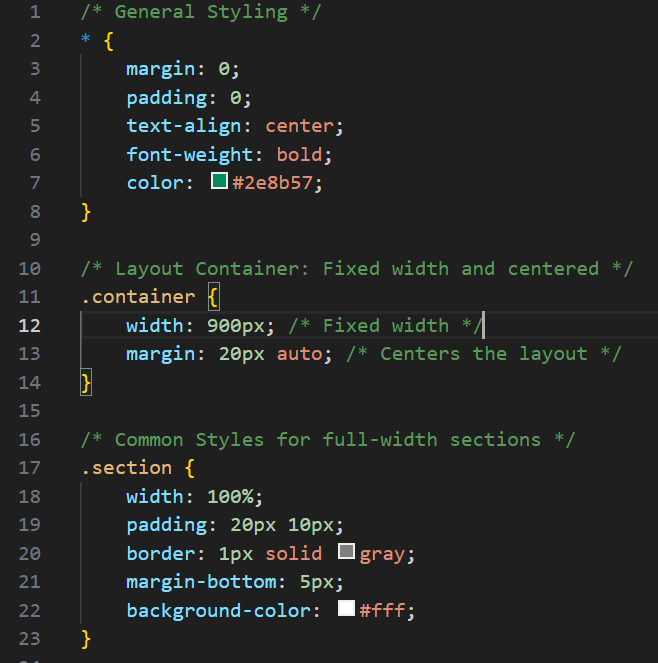 1 /* General Styling */
2 * {
3     margin: 0;
4     padding: 0;
5     text-align: center;
6     font-weight: bold;
7     color: #2e8b57;
8 }
9
10 /* Layout Container: Fixed width and centered */
11 .container {
12     width: 900px; /* Fixed width */
13     margin: 20px auto; /* Centers the layout */
14 }
15
16 /* Common Styles for full-width sections */
17 .section {
18     width: 100%;
19     padding: 20px 10px;
20     border: 1px solid gray;
21     margin-bottom: 5px;
22     background-color: #fff;
23 }